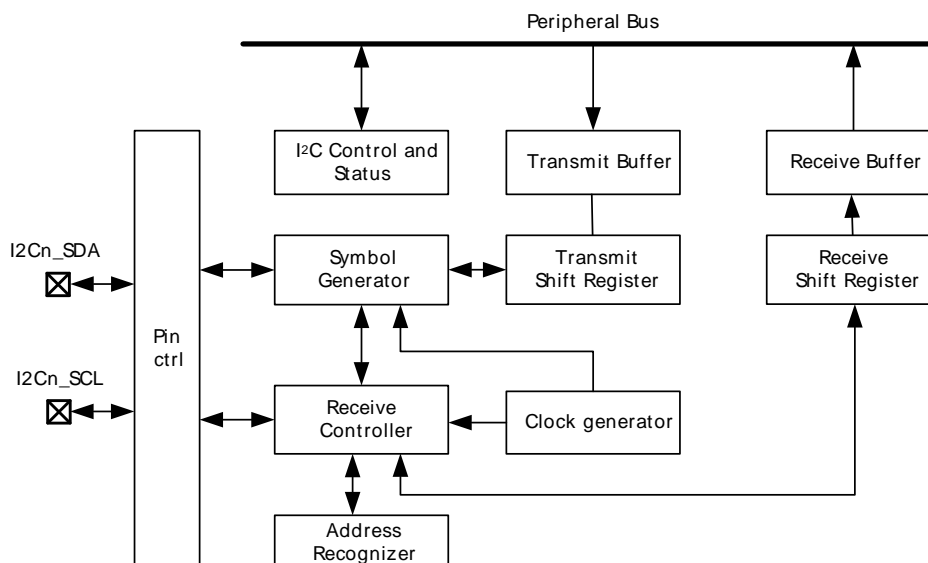 Peripheral Bus
I2C Control and
Status
Transmit Buffer
Receive Buffer
I2Cn_SDA
Symbol
Generator
Transmit
Shift Register
Receive
Shift Register
Pin
ctrl
I2Cn_SCL
Receive
Controller
Clock generator
Address
Recognizer